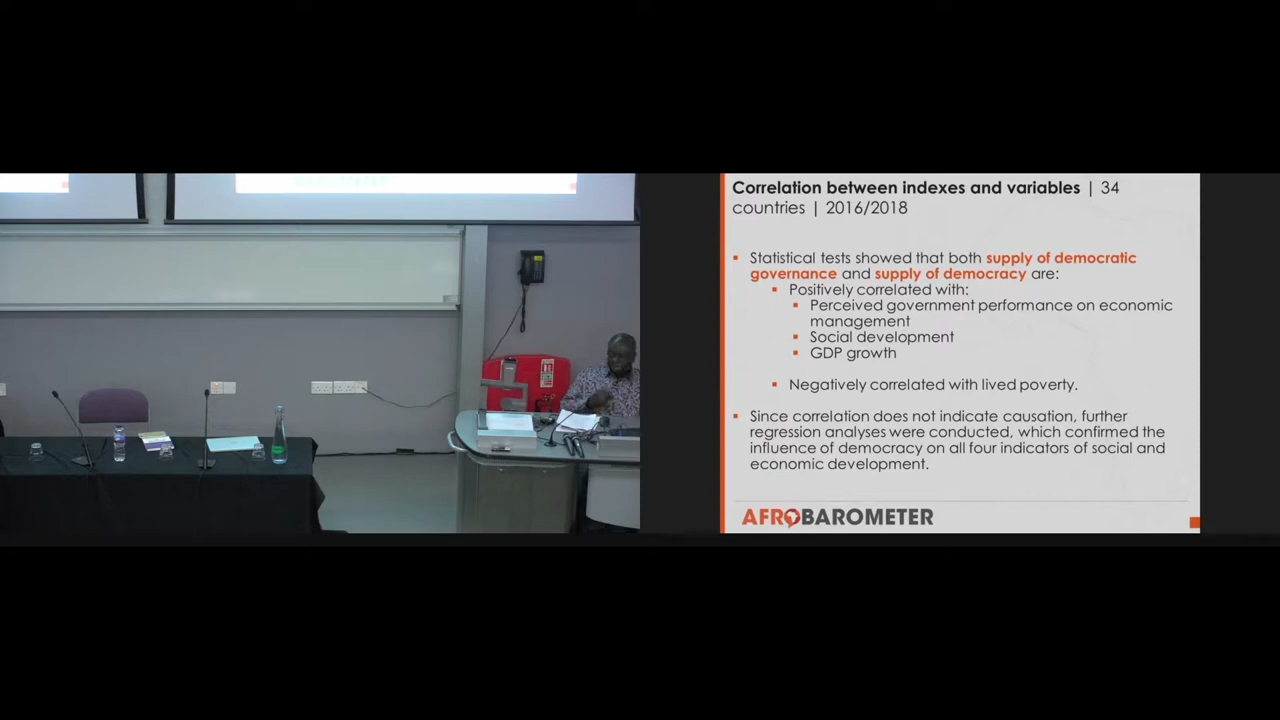 Correlation between indexes and variables | 34
countries | 2016/2018
▪ Statistical tests showed that both supply of democratic
governance and supply of democracy are:
▪ Positively correlated with:
▪ Perceived government performance on economic
management
▪ Social development
▪ GDP growth
▪ Negatively correlated with lived poverty.
▪ Since correlation does not indicate causation, further
regression analyses were conducted, which confirmed the
influence of democracy on all four indicators of social and
economic development.
AFROBAROMETER